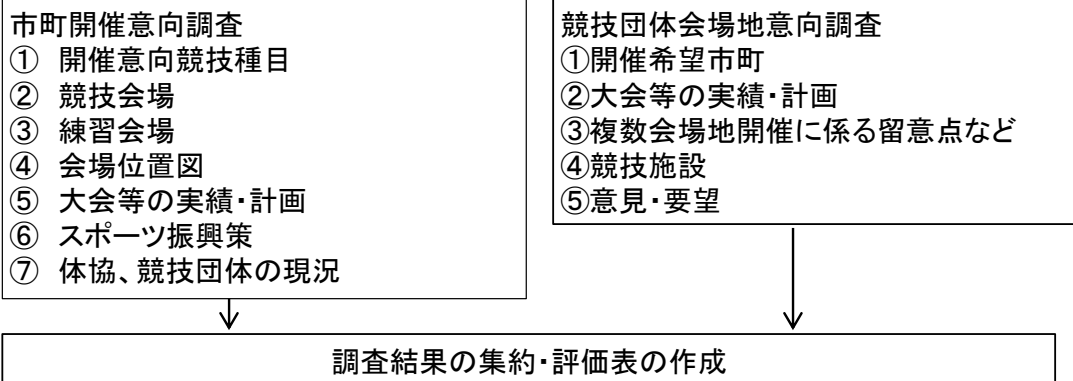 市町開催意向調査
① 開催意向競技種目
② 競技会場
③ 練習会場
④ 会場位置図
⑤ 大会等の実績・計画
⑥ スポーツ振興策
⑦ 体協、競技団体の現況
競技団体会場地意向調査
①開催希望市町
②大会等の実績・計画
③複数会場地開催に係る留意点など
④競技施設
⑤意見・要望
調査結果の集約・評価表の作成